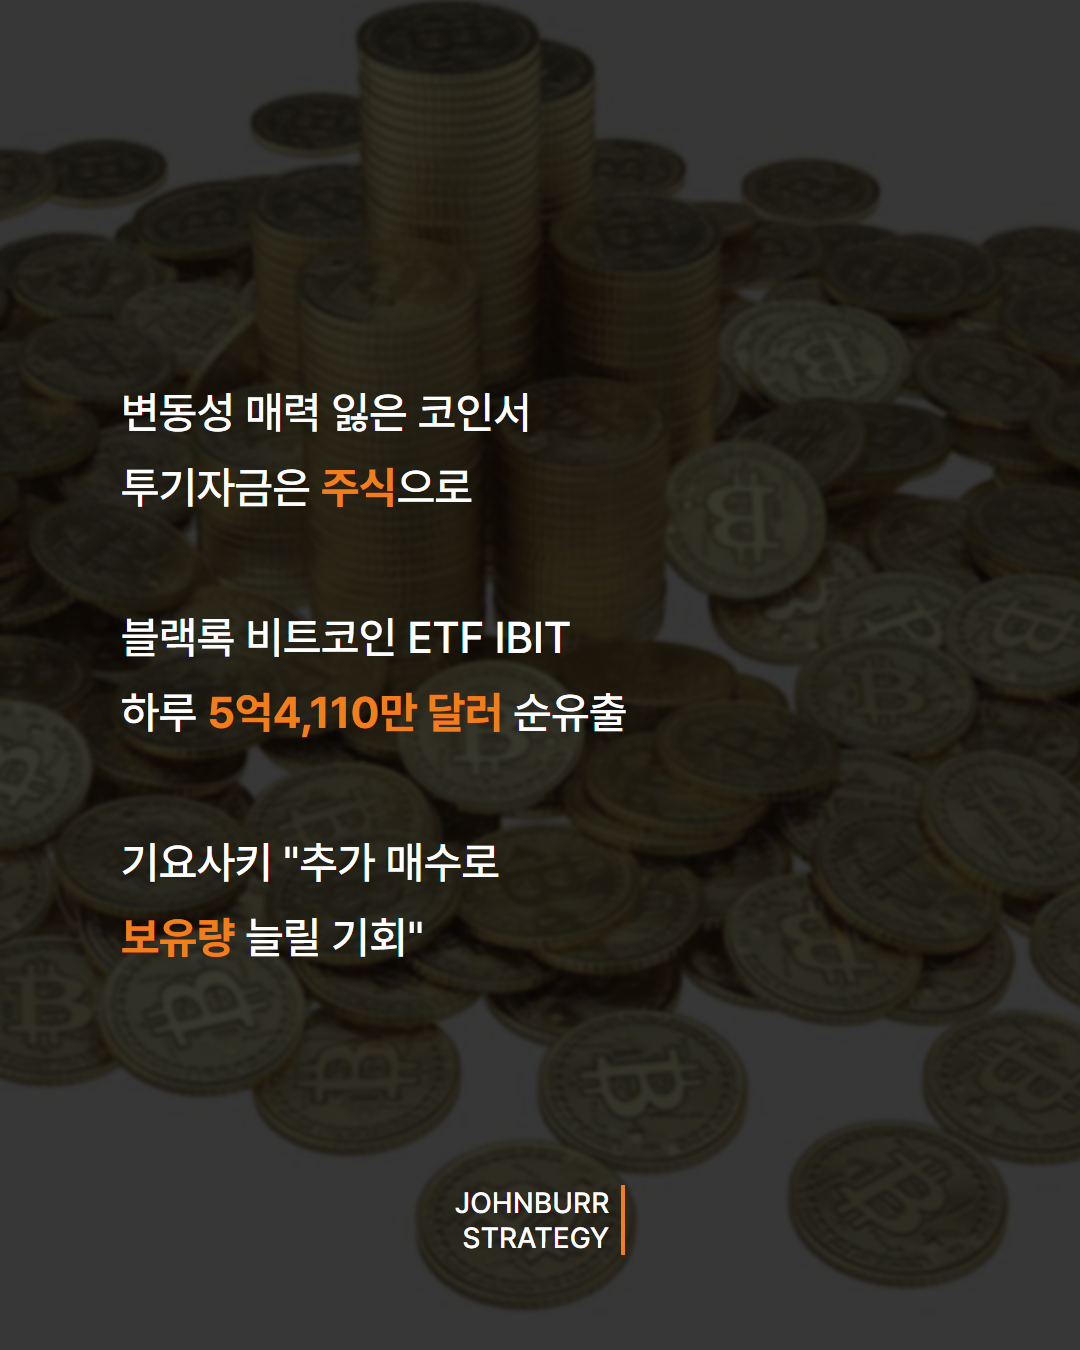 변동성 매력 잃은 코인서
투기자금은 주식으로
블랙록 비트코인 ETF IBIT
하루 5억4,110만 달러 순유출
기요사키 "추가 매수로
보유량 늘릴 기회"
JOHNBURR
STRATEGY